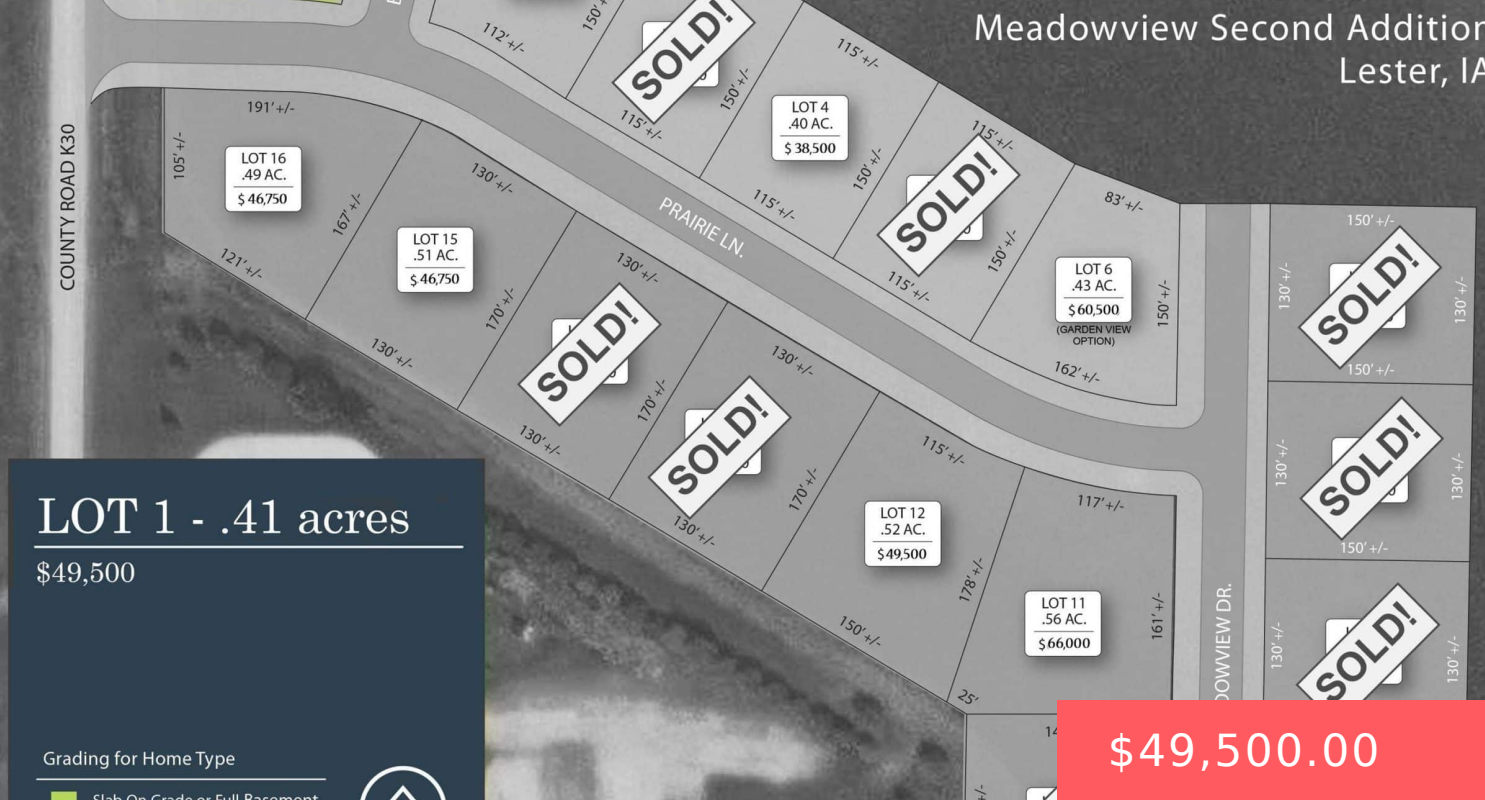 Meadowview Second Addition
Lester, IA
COUNTY ROAD K30
112'+/-
SOLD!
115'+/-
150'+/-
115'+/-
LOT 4
.40 AC.
$ 38,500
150'+/-
115'+/-
115'+/-
SOLD!
115'+/-
150'+/-
83'+/-
LOT 6
.43 AC.
$ 60,500
(GARDEN VIEW
OPTION)
150'+/-
162'+/-
PRAIRIE LN.
191'+/-
105'+/-
LOT 16
.49 AC.
$ 46,750
167'+/-
121'+/-
130'+/-
LOT 15
.51 AC.
$ 46,750
170'+/-
130'+/-
130'+/-
SOLD!
170'+/-
130'+/-
130'+/-
SOLD!
170'+/-
130'+/-
115'+/-
LOT 12
.52 AC.
$49,500
178'+/-
150'+/-
117'+/-
LOT 11
.56 AC.
$ 66,000
161'+/-
25'
150'+/-
130'+/-
SOLD!
130'+/-
150'+/-
130'+/-
SOLD!
130'+/-
150'+/-
130'+/-
SOLD!
130'+/-
DOWVIEW DR.
LOT 1 - .41 acres
$49,500
Grading for Home Type
Slab On Grade or Full Basement
$49,500.00